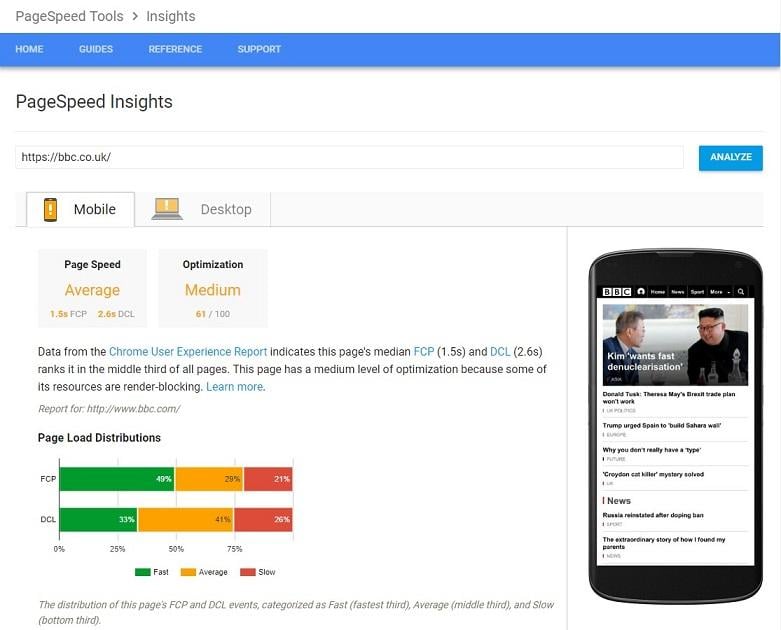 PageSpeed Tools > Insights
HOME GUIDES REFERENCE SUPPORT
PageSpeed Insights
https://bbc.co.uk/
ANALYZE
Mobile
Desktop
Page Speed
Average
1.5s FCP 2.6s DCL
Optimization
Medium
61 / 100
Data from the Chrome User Experience Report indicates this page's median FCP (1.5s) and DCL (2.6s)
ranks it in the middle third of all pages. This page has a medium level of optimization because some of
its resources are render-blocking. Learn more.
Report for: http://www.bbc.com/
Page Load Distributions
FCP 49% 29% 21%
DCL 33% 41% 26%
0% 25% 50% 75%
Fast Average Slow
The distribution of this page's FCP and DCL events, categorized as Fast (fastest third), Average (middle third), and Slow
(bottom third).
BBC Home News Sport More
Kim 'wants fast
denuclearisation'
ASIA
Donald Tusk: Theresa May's Brexit trade plan
won't work
UK POLITICS
Trump urged Spain to 'build Sahara wall'
EUROPE
Why you don't really have a 'type'
FUTURE
'Croydon cat killer' mystery solved
UK
News
Russia reinstated after doping ban
SPORT
The extraordinary story of how I found my
parents
NEWS